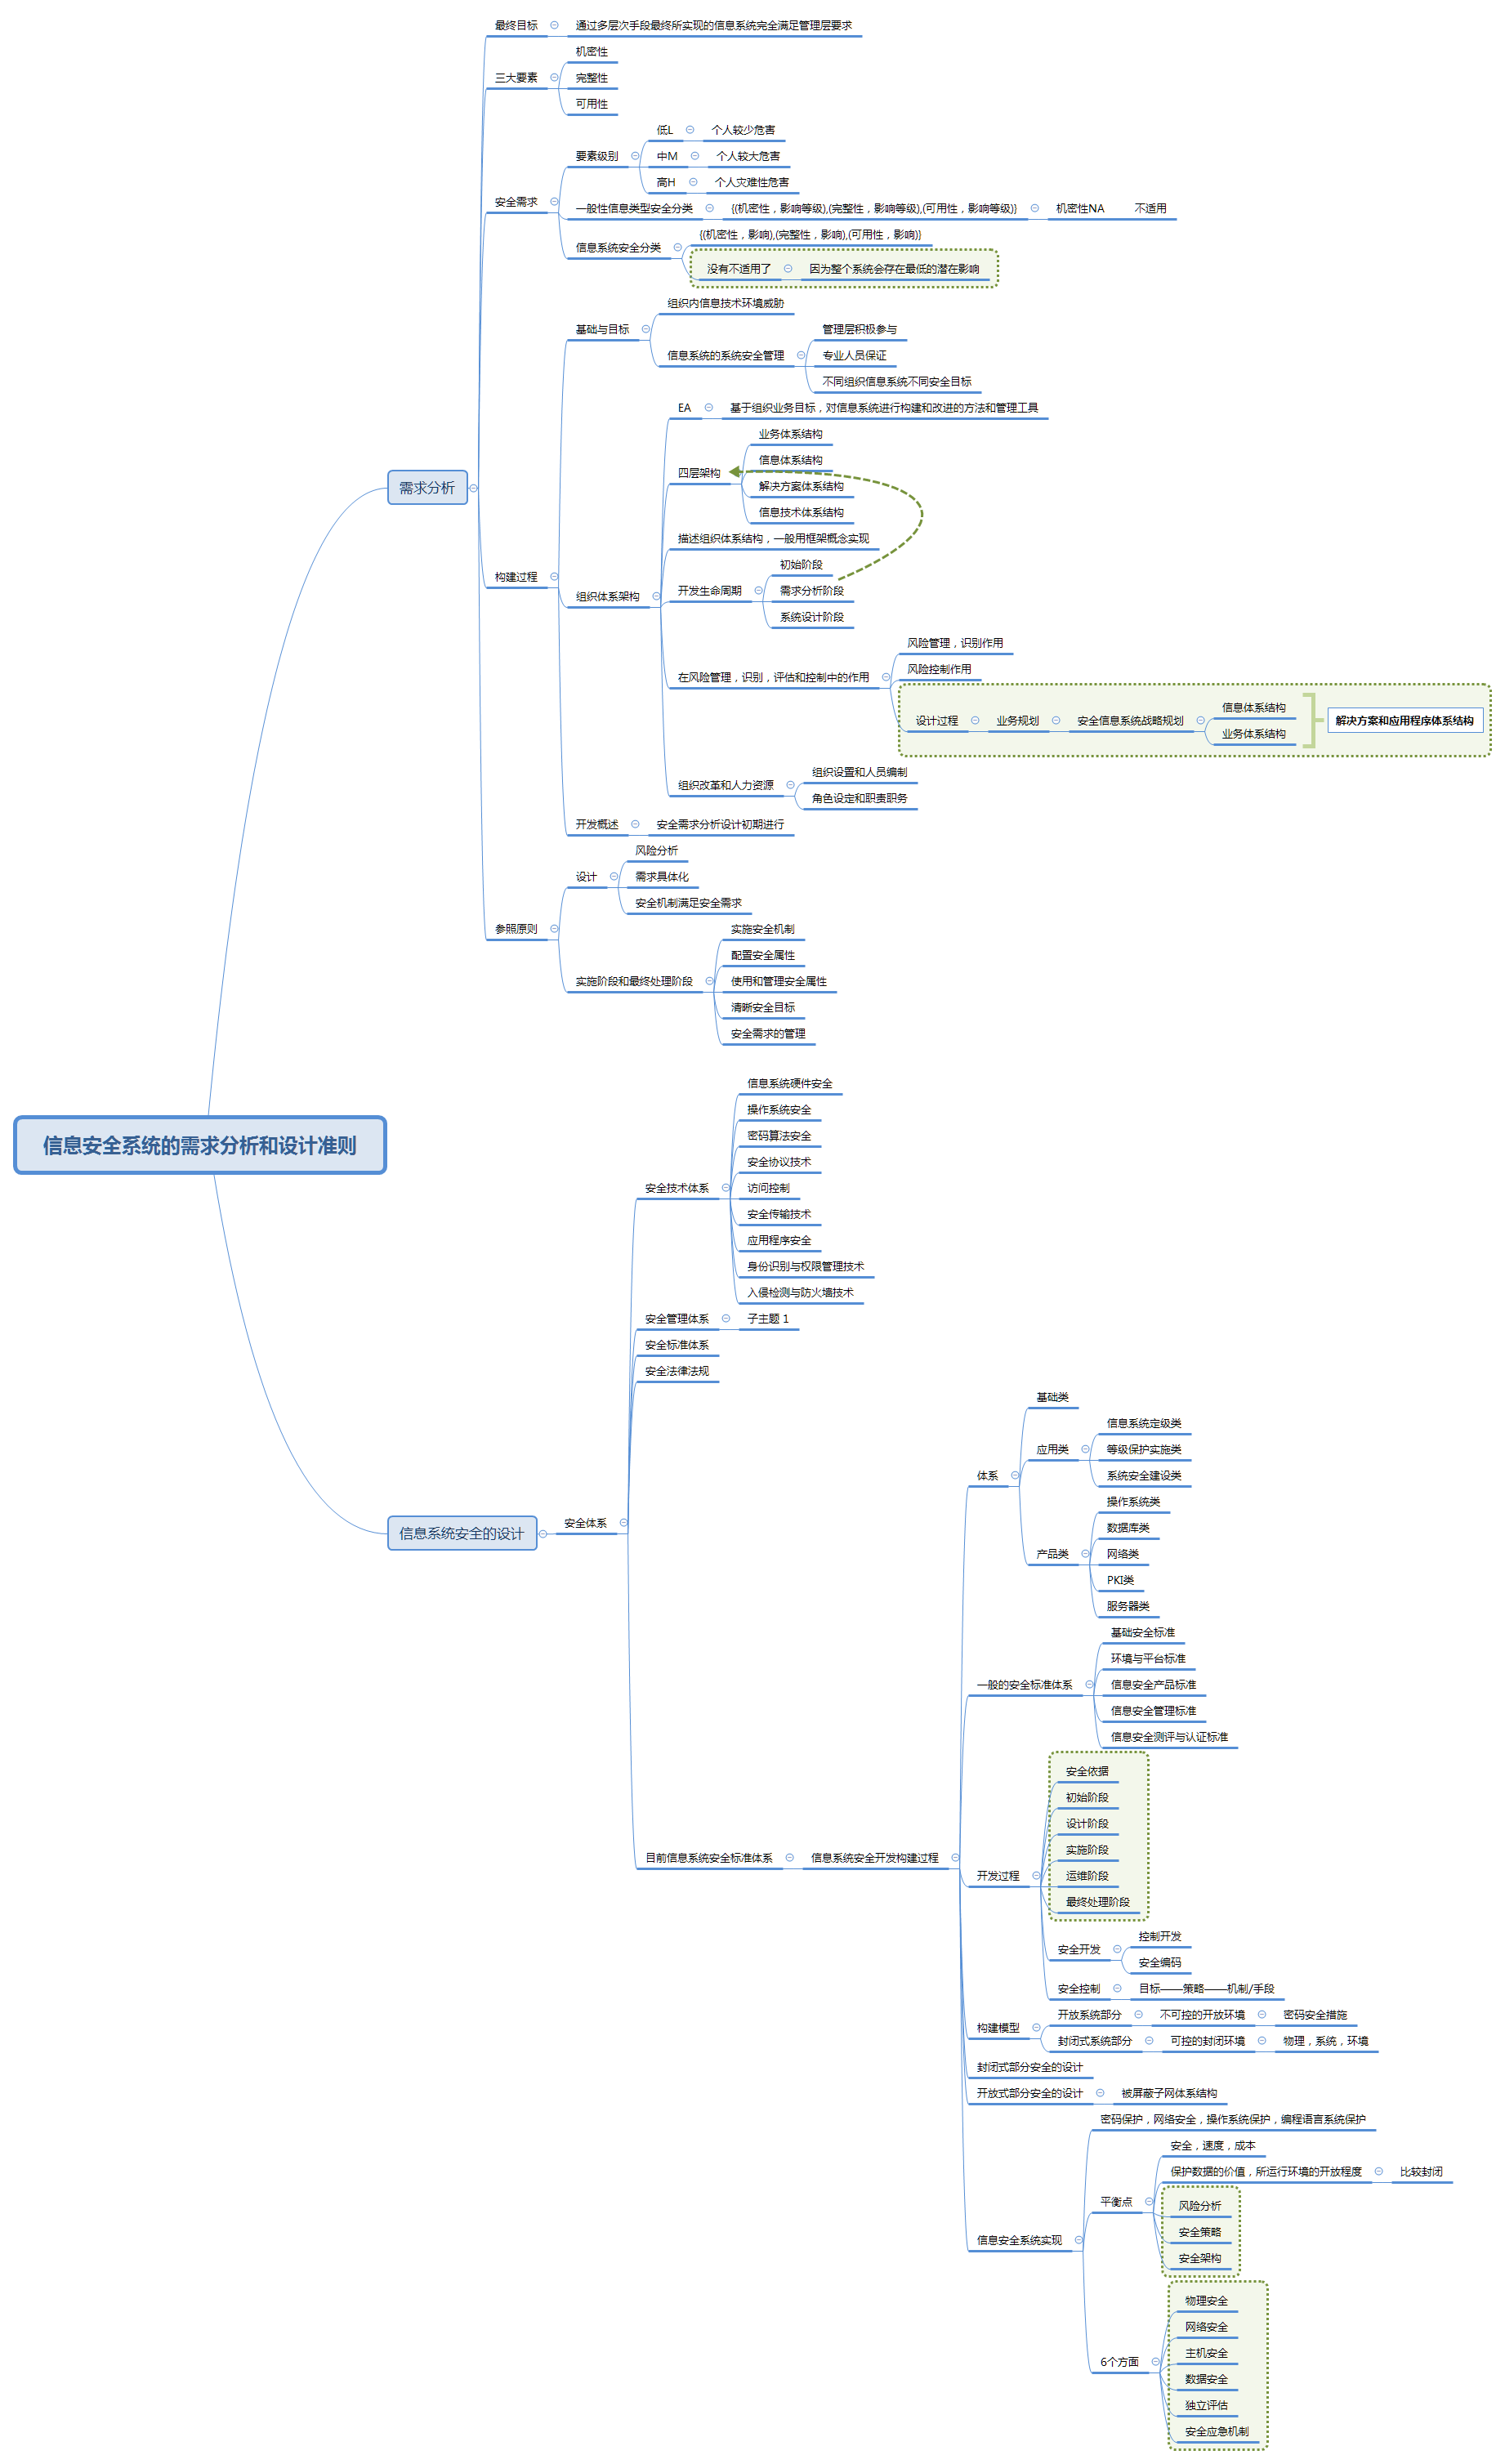 信息安全系统的需求分析和设计准则
需求分析
最终目标
通过多层次手段最终所实现的信息系统完全满足管理层要求
三大要素
机密性
完整性
可用性
安全需求
要素级别
低L
个人较少危害
中M
个人较大危害
高H
个人灾难性危害
一般性信息类型安全分类
{(机密性，影响等级),(完整性，影响等级),(可用性，影响等级)}
机密性NA
不适用
信息系统安全分类
{(机密性，影响),(完整性，影响),(可用性，影响)}
没有不适用了
因为整个系统会存在最低的潜在影响
构建过程
基础与目标
组织内信息技术环境威胁
信息系统的系统安全管理
管理层积极参与
专业人员保证
不同组织信息系统不同安全目标
组织体系架构
EA
基于组织业务目标，对信息系统进行构建和改进的方法和管理工具
四层架构
业务体系结构
信息体系结构
解决方案体系结构
信息技术体系结构
描述组织体系结构，一般用框架概念实现
开发生命周期
初始阶段
需求分析阶段
系统设计阶段
在风险管理，识别，评估和控制中的作用
风险管理，识别作用
风险控制作用
设计过程
业务规划
安全信息系统战略规划
信息体系结构
业务体系结构
解决方案和应用程序体系结构
组织改革和人力资源
组织设置和人员编制
角色设定和职责职务
开发概述
安全需求分析设计初期进行
参照原则
设计
风险分析
需求具体化
安全机制满足安全需求
实施阶段和最终处理阶段
实施安全机制
配置安全属性
使用和管理安全属性
清晰安全目标
安全需求的管理
信息系统安全的设计
安全体系
安全技术体系
信息系统硬件安全
操作系统安全
密码算法安全
安全协议技术
访问控制
安全传输技术
应用程序安全
身份识别与权限管理技术
入侵检测与防火墙技术
安全管理体系
子主题 1
安全标准体系
安全法律法规
目前信息系统安全标准体系
信息系统安全开发构建过程
体系
基础类
应用类
信息系统定级类
等级保护实施类
系统安全建设类
产品类
操作系统类
数据库类
网络类
PKI类
服务器类
一般的安全标准体系
基础安全标准
环境与平台标准
信息安全产品标准
信息安全管理标准
信息安全测评与认证标准
开发过程
安全依据
初始阶段
设计阶段
实施阶段
运维阶段
最终处理阶段
安全开发
控制开发
安全编码
安全控制
目标——策略——机制/手段
构建模型
开放系统部分
不可控的开放环境
密码安全措施
封闭式系统部分
可控的封闭环境
物理，系统，环境
封闭式部分安全的设计
开放式部分安全的设计
被屏蔽子网体系结构
信息安全系统实现
密码保护，网络安全，操作系统保护，编程语言系统保护
平衡点
安全，速度，成本
保护数据的价值，所运行环境的开放程度
比较封闭
风险分析
安全策略
安全架构
6个方面
物理安全
网络安全
主机安全
数据安全
独立评估
安全应急机制